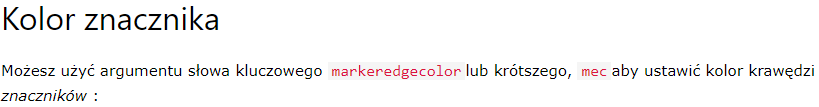 Kolor znacznika
Możesz użyć argumentu słowa kluczowego markeredgecolor lub krótszego, mec aby ustawić kolor krawędzi
znaczników :